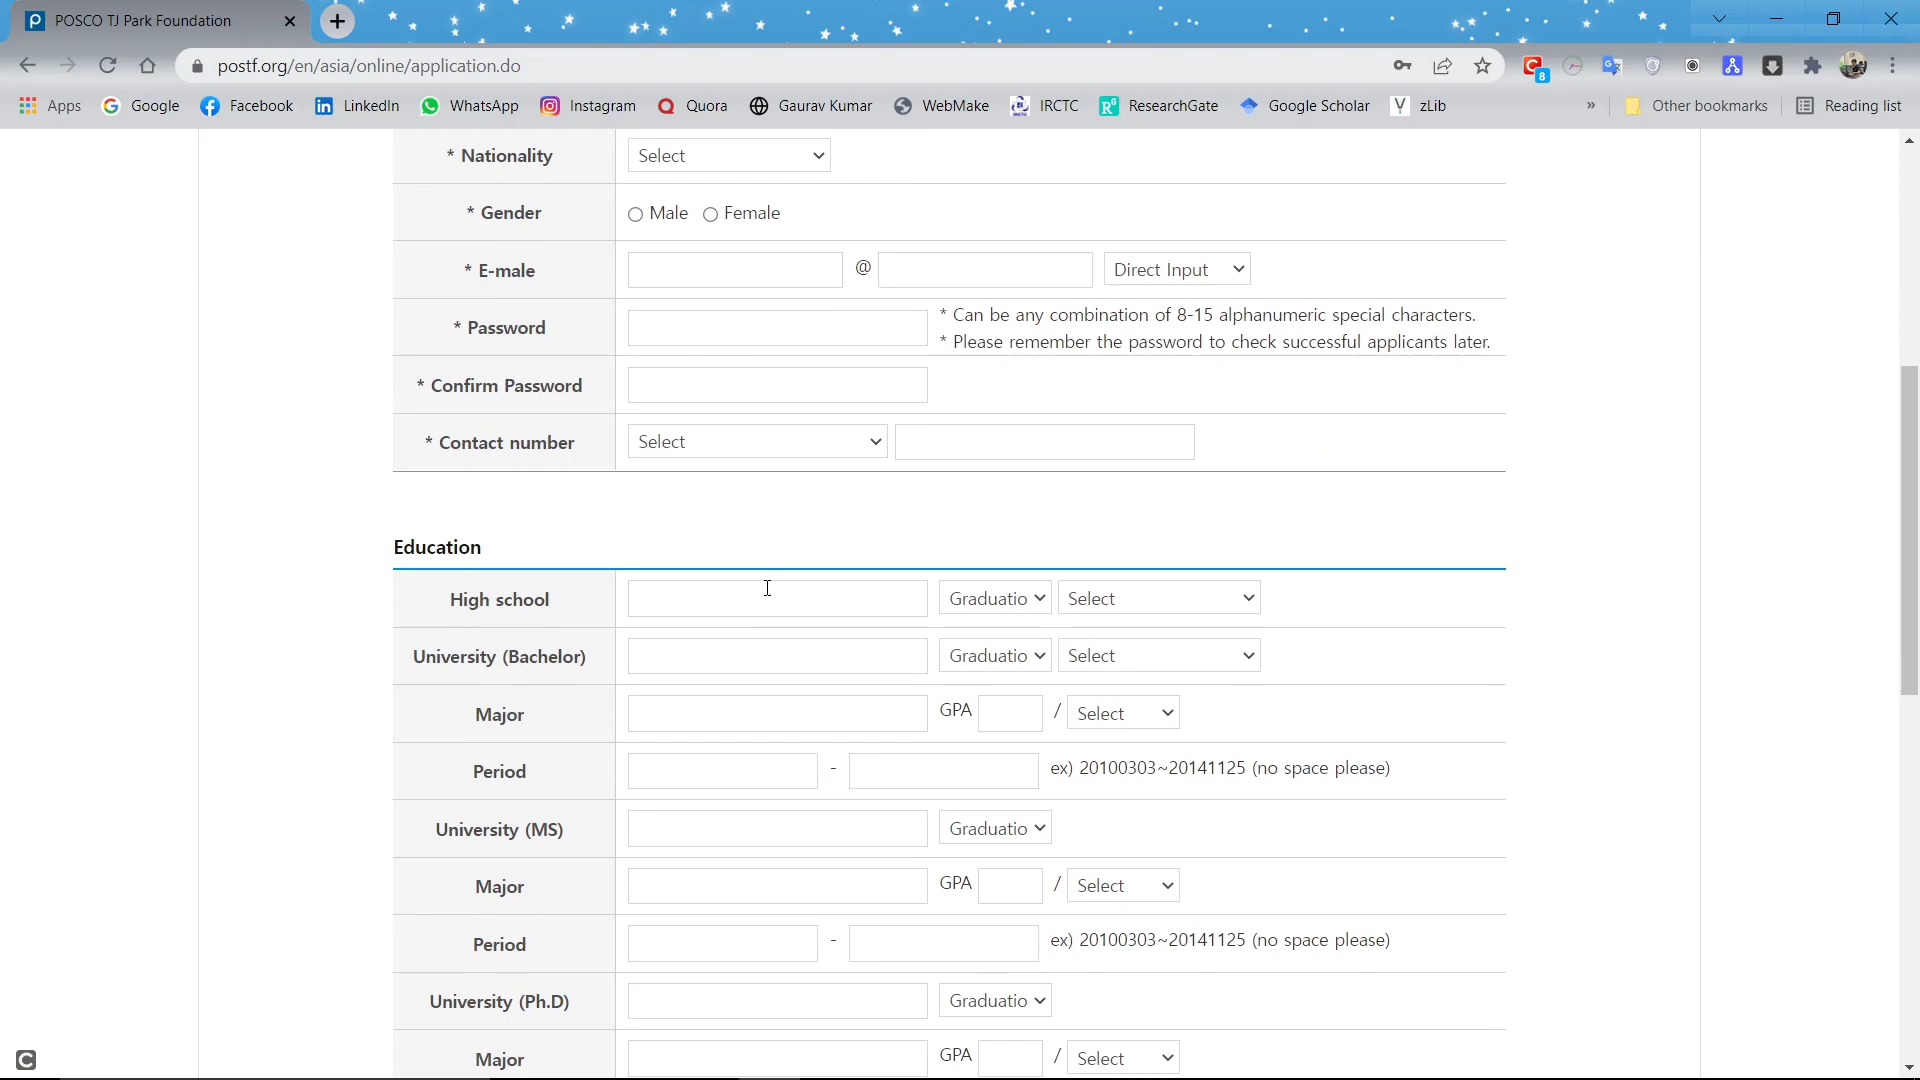 POSCO TJ Park Foundation
postf.org/en/asia/online/application.do
8
Apps Google Facebook LinkedIn WhatsApp Instagram Quora Gaurav Kumar WebMake IRCTC ResearchGate Google Scholar zLib » Other bookmarks Reading list
* Nationality Select
* Gender Male Female
* E-male @ Direct Input
* Password * Can be any combination of 8-15 alphanumeric special characters.
* Please remember the password to check successful applicants later.
* Confirm Password
* Contact number Select
Education
High school Graduatio Select
University (Bachelor) Graduatio Select
Major GPA / Select
Period - ex) 20100303~20141125 (no space please)
University (MS) Graduatio
Major GPA / Select
Period - ex) 20100303~20141125 (no space please)
University (Ph.D) Graduatio
Major GPA / Select